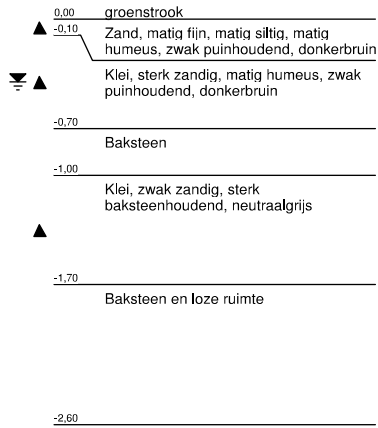 0,00 groenstrook
-0,10 Zand, matig fijn, matig siltig, matig
humeus, zwak puinhoudend, donkerbruin
Klei, sterk zandig, matig humeus, zwak
puinhoudend, donkerbruin
-0,70
Baksteen
-1,00
Klei, zwak zandig, sterk
baksteenhoudend, neutraalgrijs
-1,70
Baksteen en loze ruimte
-2,60